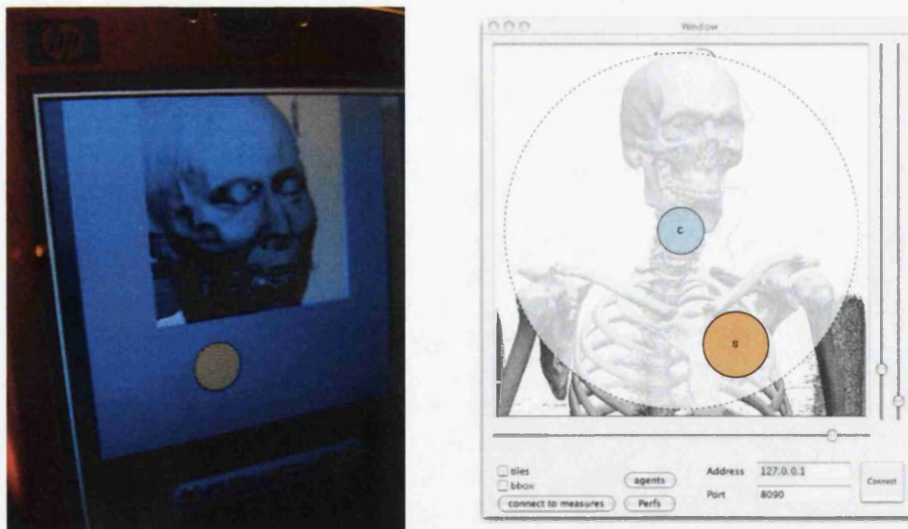 hp
Window
C
S
tiles
bbox
agents
connect to measures
Perfs
Address 127.0.0.1
Port 8090
Connect